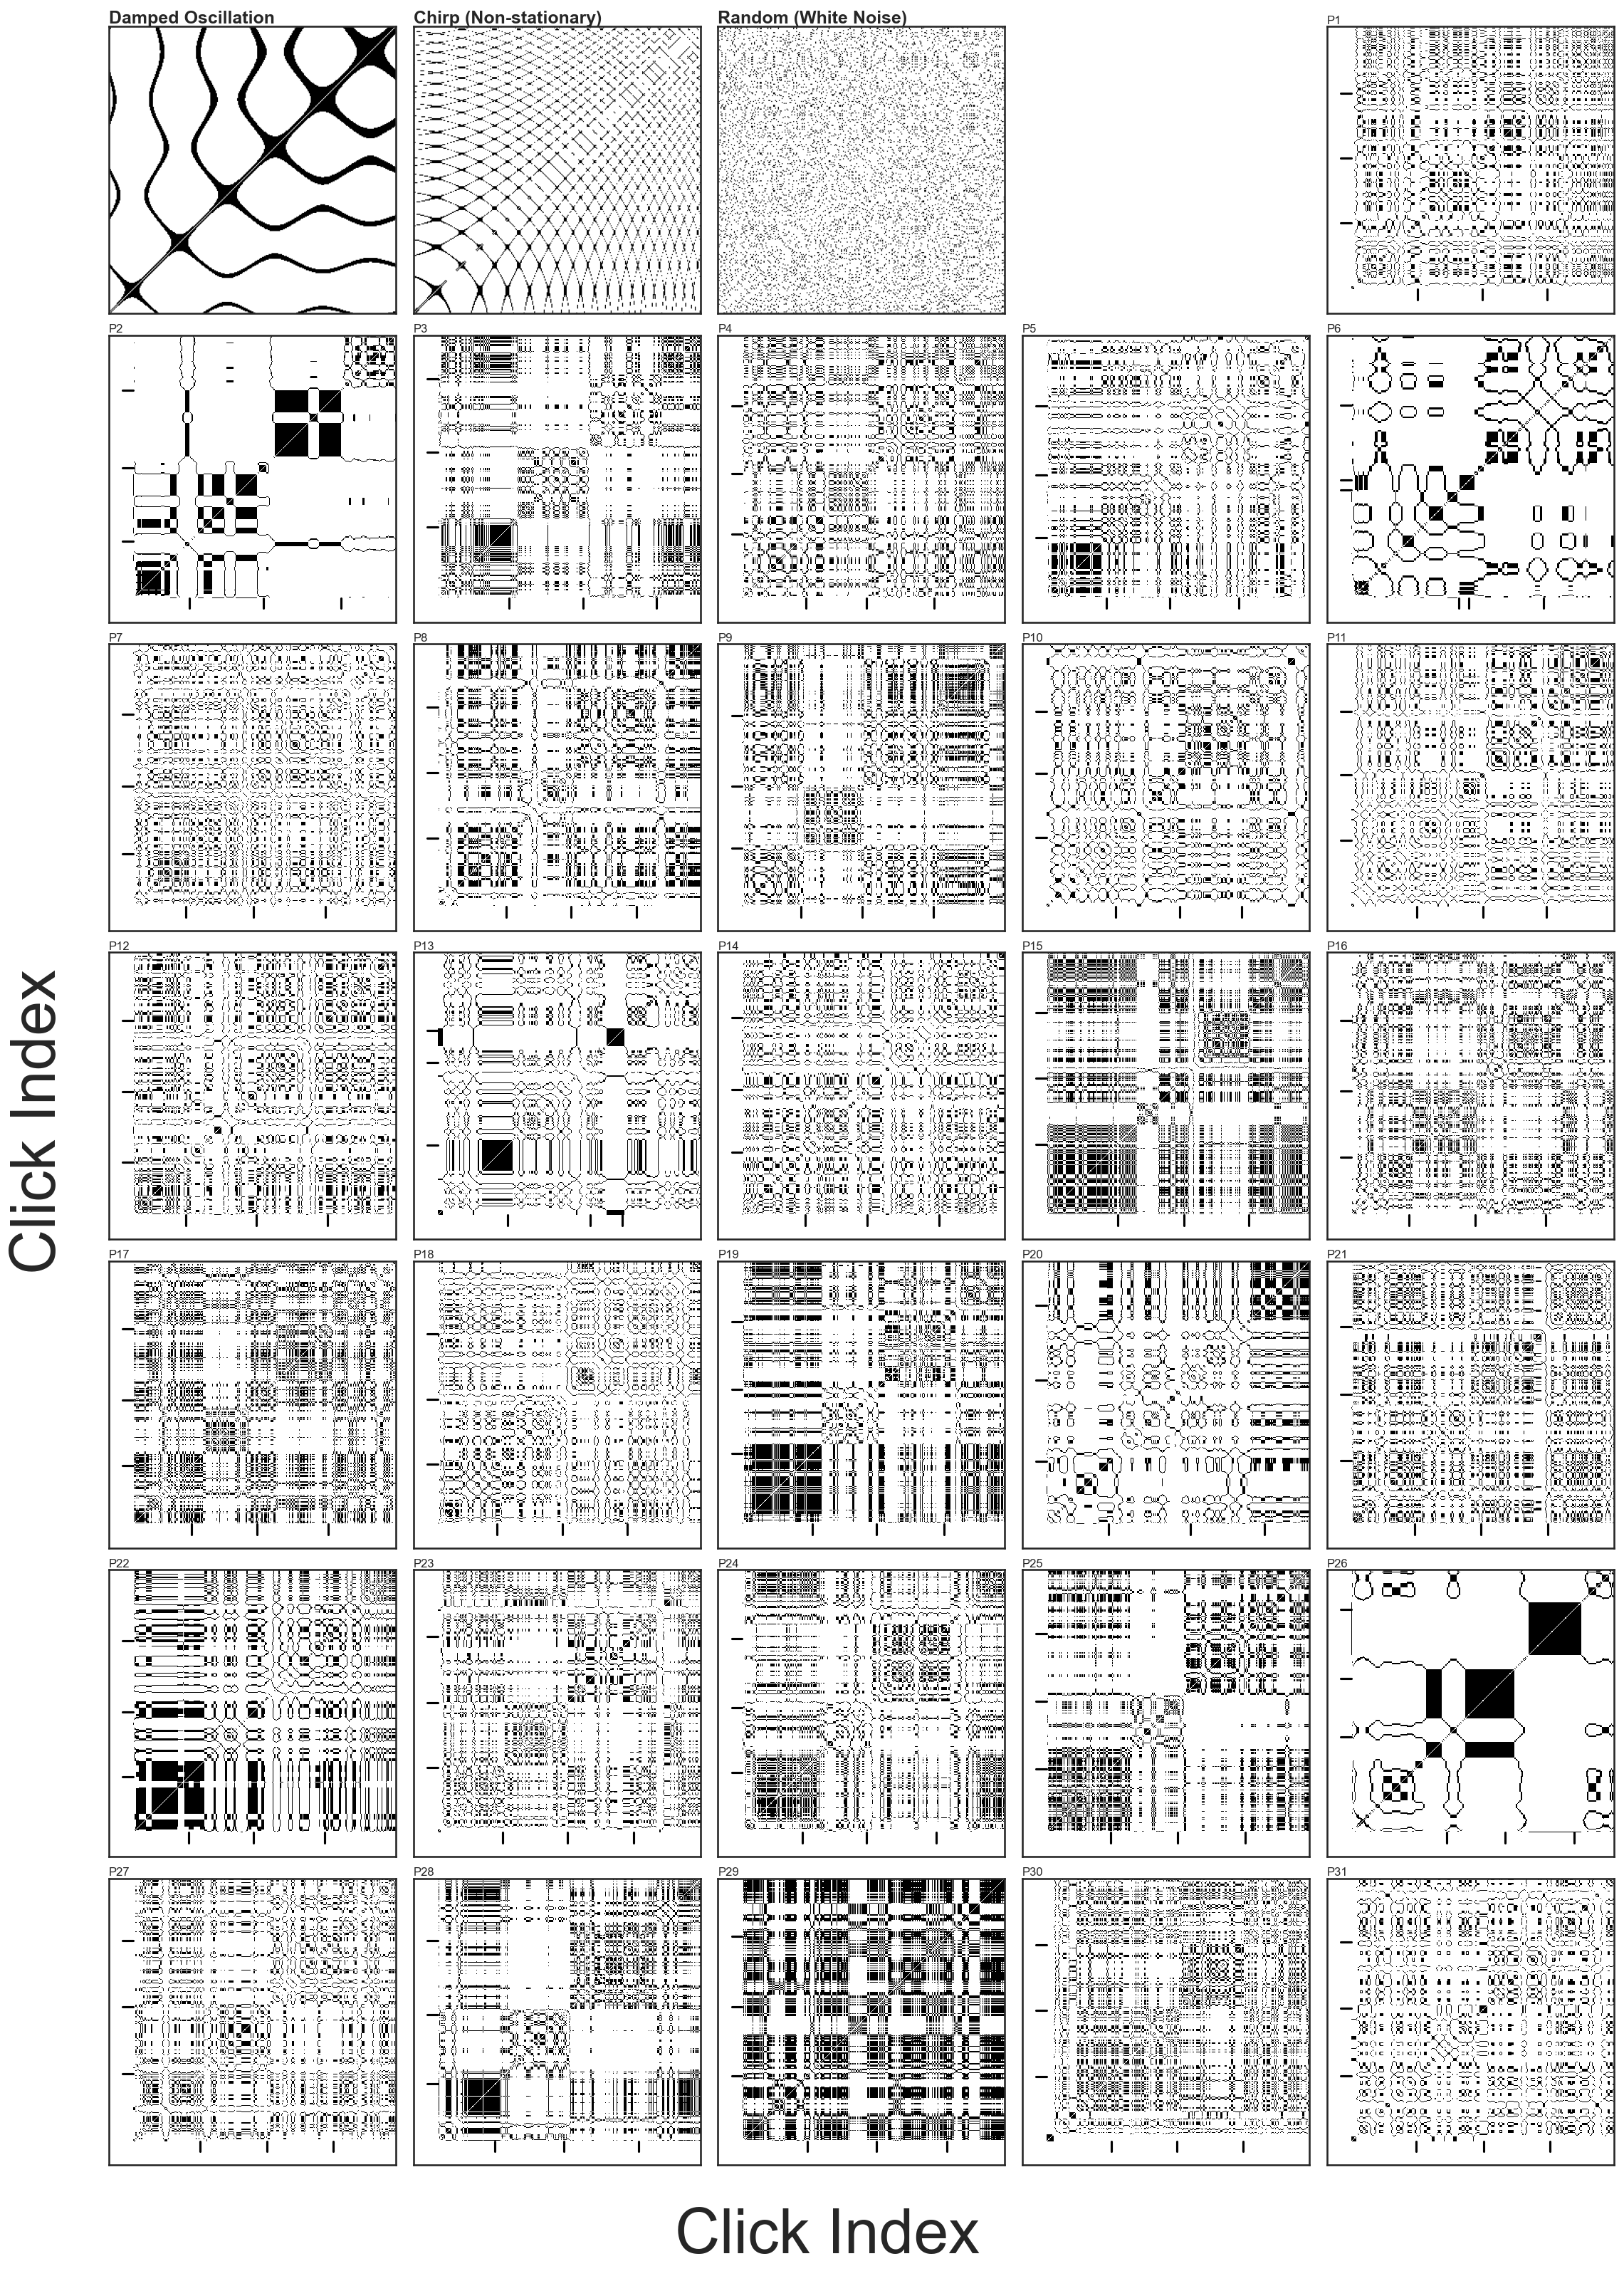 Damped Oscillation
Chirp (Non-stationary)
Random (White Noise)
P1
P2
P3
P4
P5
P6
P7
P8
P9
P10
P11
P12
P13
P14
P15
P16
P17
P18
P19
P20
P21
P22
P23
P24
P25
P26
P27
P28
P29
P30
P31
Click Index
Click Index